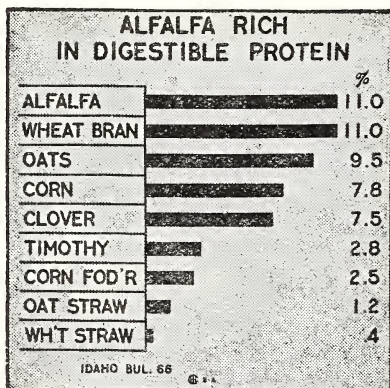 ALFALFA RICH
IN DIGESTIBLE PROTEIN
%
ALFALFA 11.0
WHEAT BRAN 11.0
OATS 9.5
CORN 7.8
CLOVER 7.5
TIMOTHY 2.8
CORN FOD'R 2.5
OAT STRAW 1.2
WH'T STRAW .4
IDAHO BUL. 66